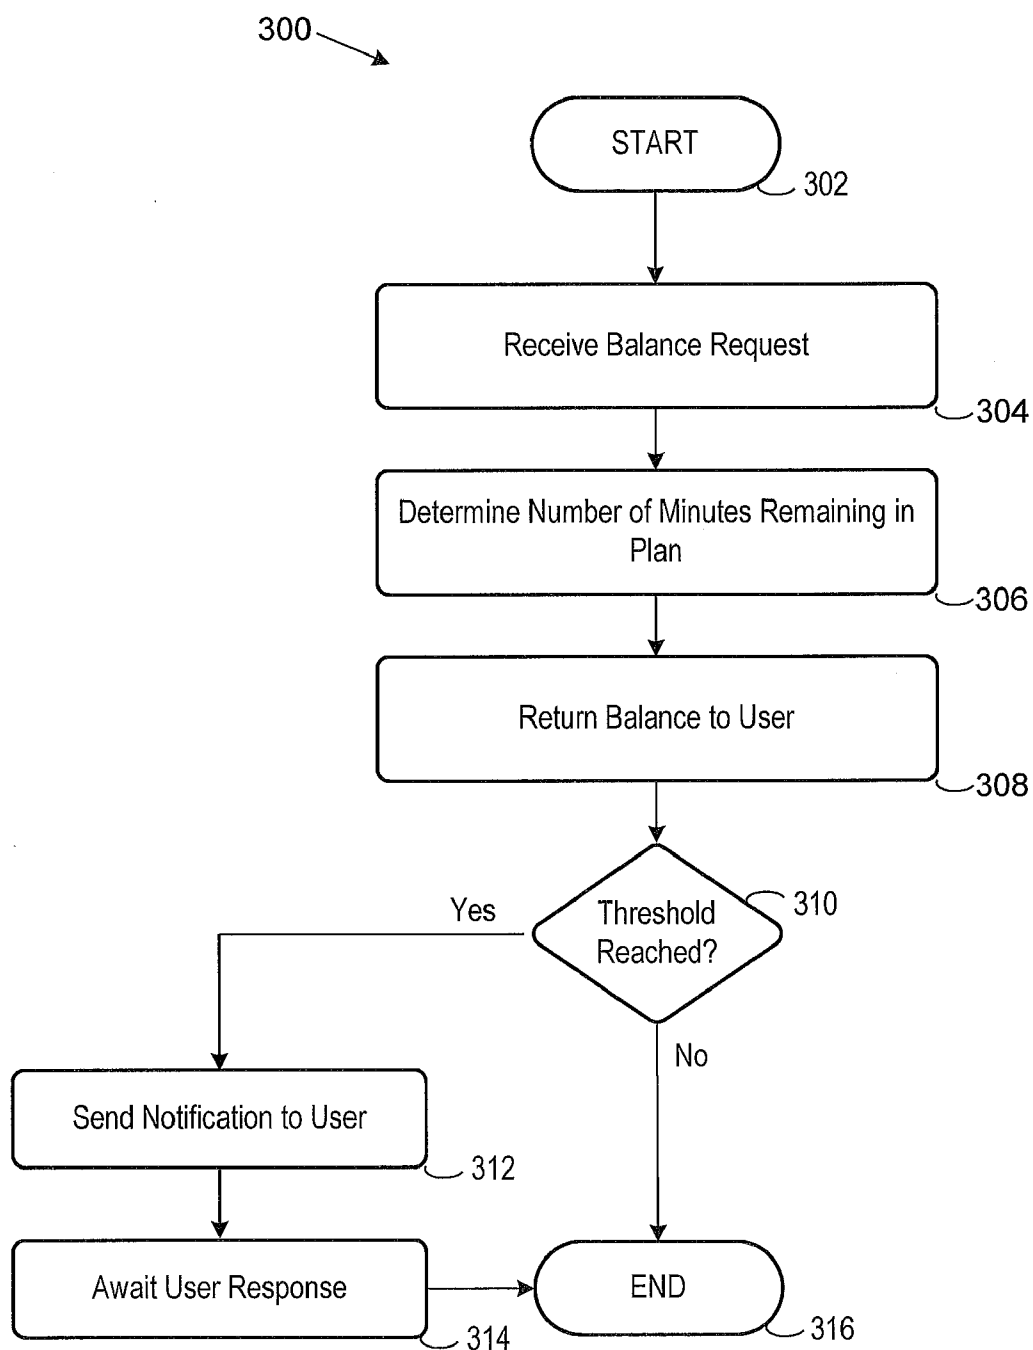 300
START
302
Receive Balance Request
304
Determine Number of Minutes Remaining in
Plan
306
Return Balance to User
308
Threshold
Reached?
310
Yes
No
Send Notification to User
312
Await User Response
314
END
316